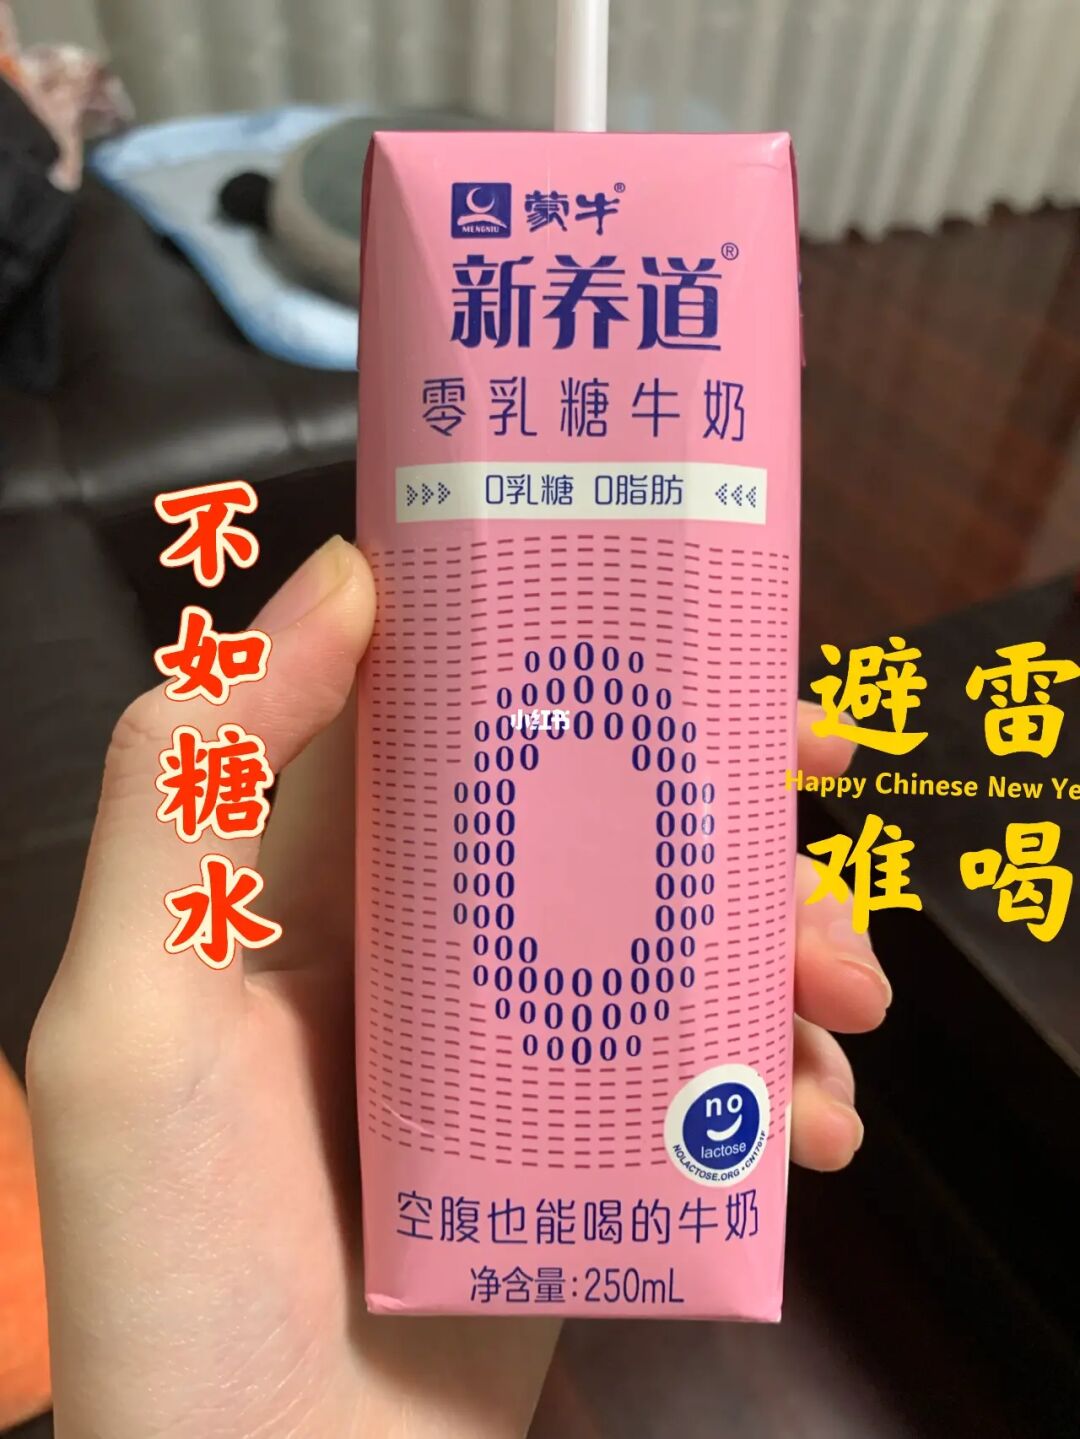 MENGNIU
蒙牛®
新养道®
零乳糖牛奶
0乳糖 0脂肪
不如糖水
小红书
避雷
Happy Chinese New Ye
难喝
no
lactose
NOLACTOSE.ORG•CN1701F
空腹也能喝的牛奶
净含量:250mL